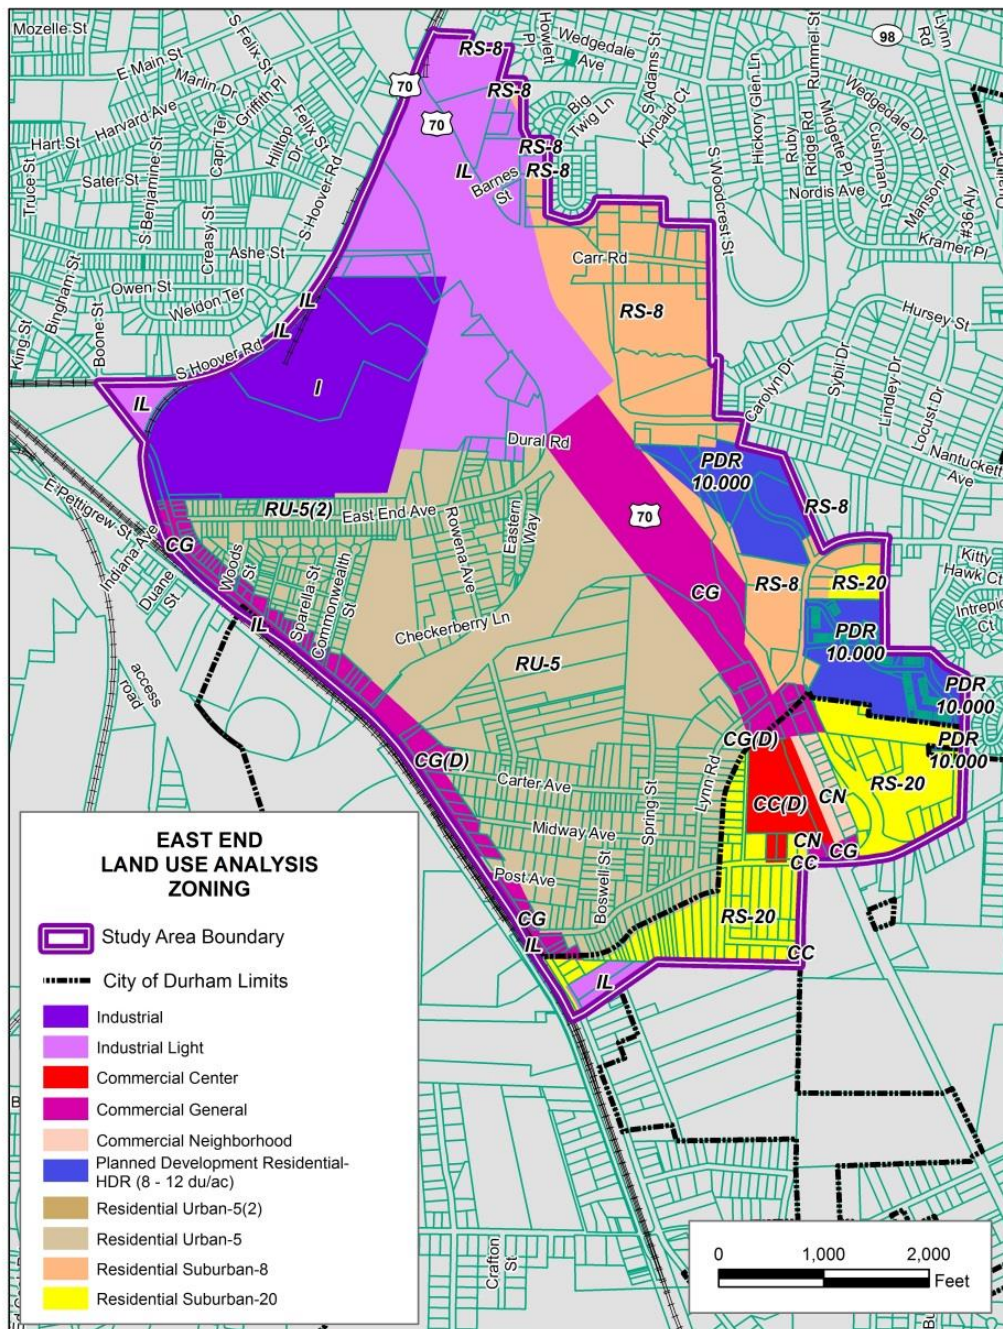 Mozelle St
E Main St
S Felix St
Marlin Dr
Griffith Pl
Harvard Ave
Capri Ter
Hart St
Hilltop Dr
Felix St
Truce St
Sater St
S Benjamine St
Creasy St
S Hoover Rd
Ashe St
Owen St
Weldon Ter
Bingham St
King St
Boone St
S Hoover Rd
70
70
RS-8
RS-8
RS-8
RS-8
Howlett Pl
Wedgedale Ave
S Adams St
Big Twig Ln
Kincaid Ct
Hickory Glen Ln
Ruby
Ridge Rd
Rummel St
98
Lynn Rd
Wedgedale Dr
Midgette Pl
Cushman St
Manson Pl
Nordis Ave
#36 Aly
Kramer Pl
S Woodcrest St
IL
Barnes St
Carr Rd
RS-8
IL
IL
IL
I
Hursey St
Carolyn Dr
Sybil Dr
Lindley Dr
Locust Dr
Nantuckett Ave
Dural Rd
PDR
10.000
RS-8
E Pettigrew St
RU-5(2)
East End Ave
Rowena Ave
Eastern Way
70
Indiana Ave
Duane St
CG
Woods St
Sparella St
Commonwealth St
Checkerberry Ln
IL
access road
CG
RS-8
RS-20
Kitty Hawk Ct
Intrepid Ct
PDR
10.000
PDR
10.000
PDR
10.000
RU-5
CG(D)
CG(D)
Carter Ave
Spring St
Lynn Rd
Midway Ave
Post Ave
Boswell St
CC(D)
CN
RS-20
CN
CG
CC
RS-20
CC
CG
IL
IL
EAST END
LAND USE ANALYSIS
ZONING
Study Area Boundary
City of Durham Limits
Industrial
Industrial Light
Commercial Center
Commercial General
Commercial Neighborhood
Planned Development Residential-
HDR (8 - 12 du/ac)
Residential Urban-5(2)
Residential Urban-5
Residential Suburban-8
Residential Suburban-20
Crafton St
0 1,000 2,000
Feet